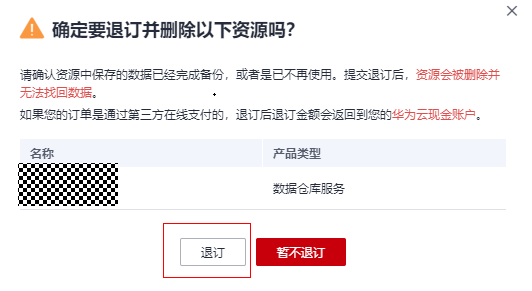 确定要退订并删除以下资源吗?
请确认资源中保存的数据已经完成备份，或者是已不再使用。提交退订后，资源会被删除并
无法找回数据。
如果您的订单是通过第三方在线支付的，退订后退订金额会返回到您的华为云现金账户。
名称 产品类型
数据仓库服务
退订 暂不退订